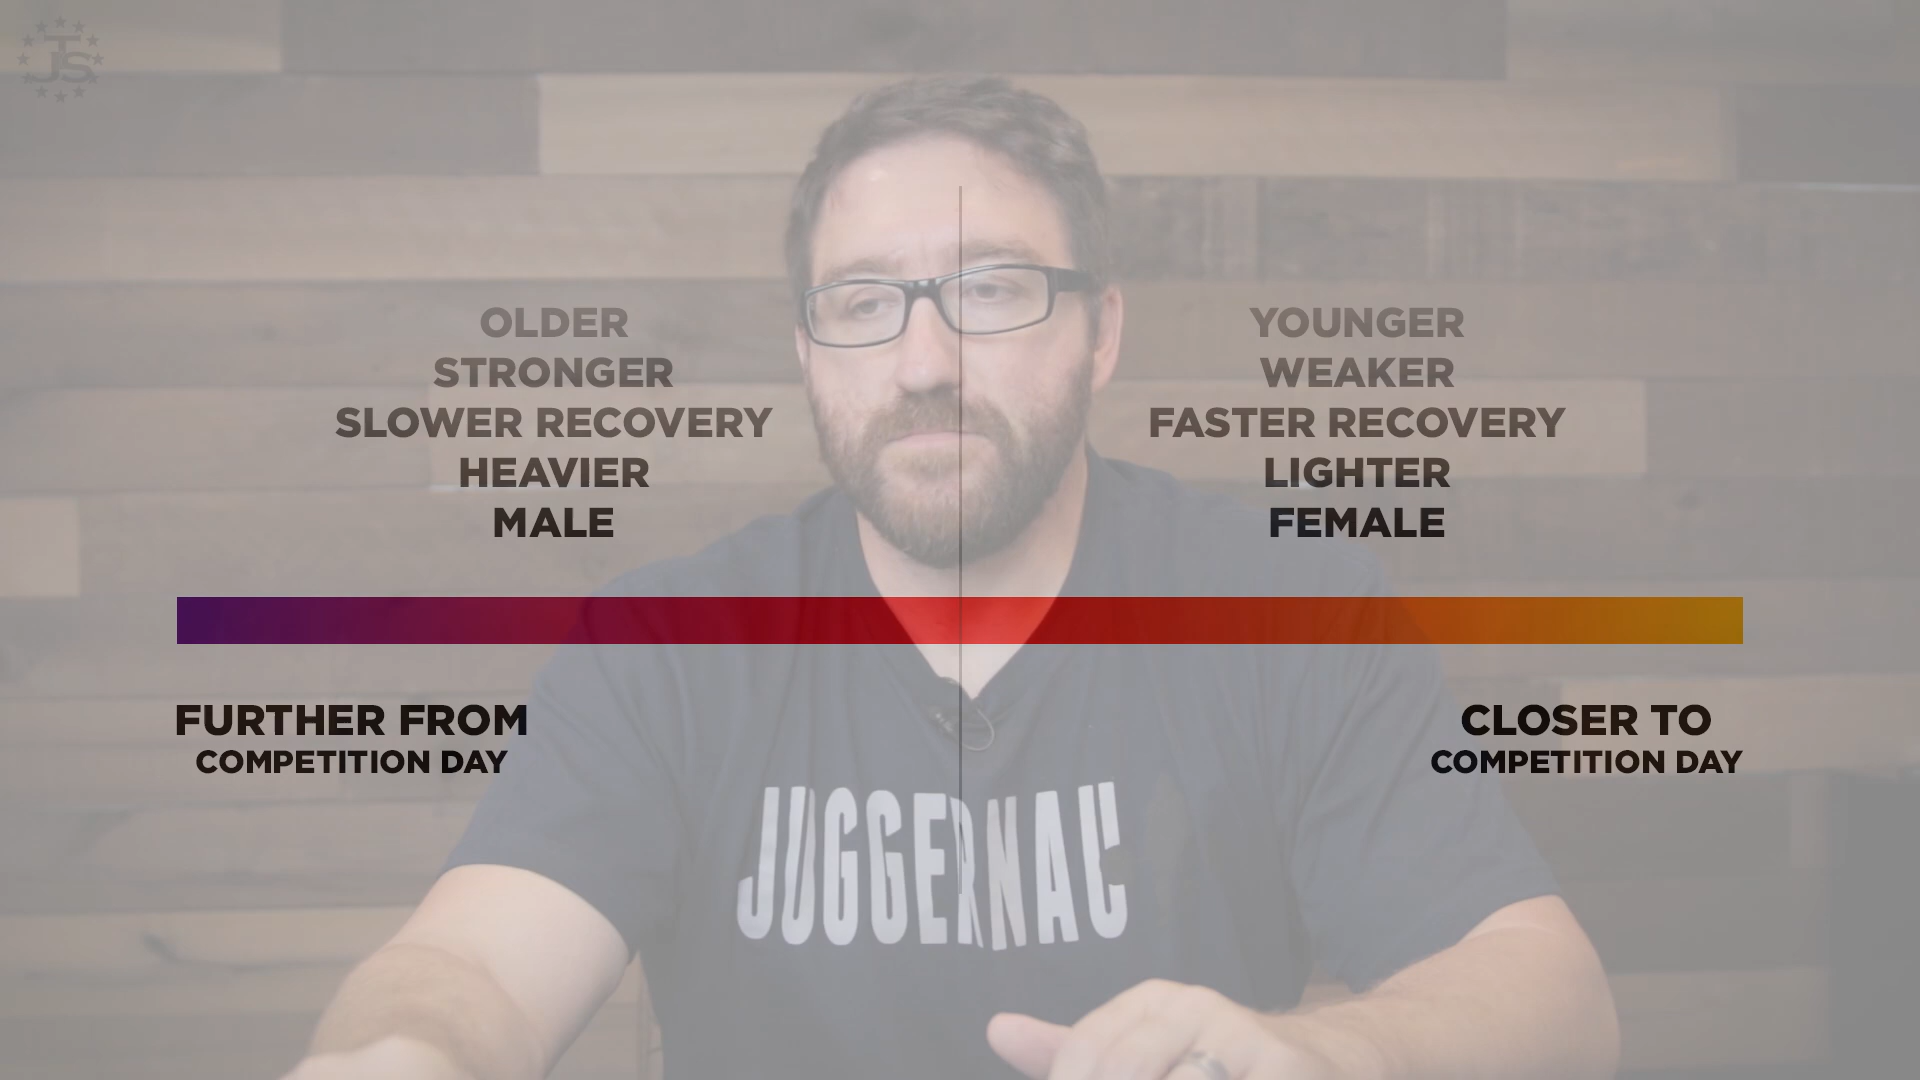 JTS
OLDER
STRONGER
SLOWER RECOVERY
HEAVIER
MALE
YOUNGER
WEAKER
FASTER RECOVERY
LIGHTER
FEMALE
FURTHER FROM
COMPETITION DAY
CLOSER TO
COMPETITION DAY
JUGGERNAU